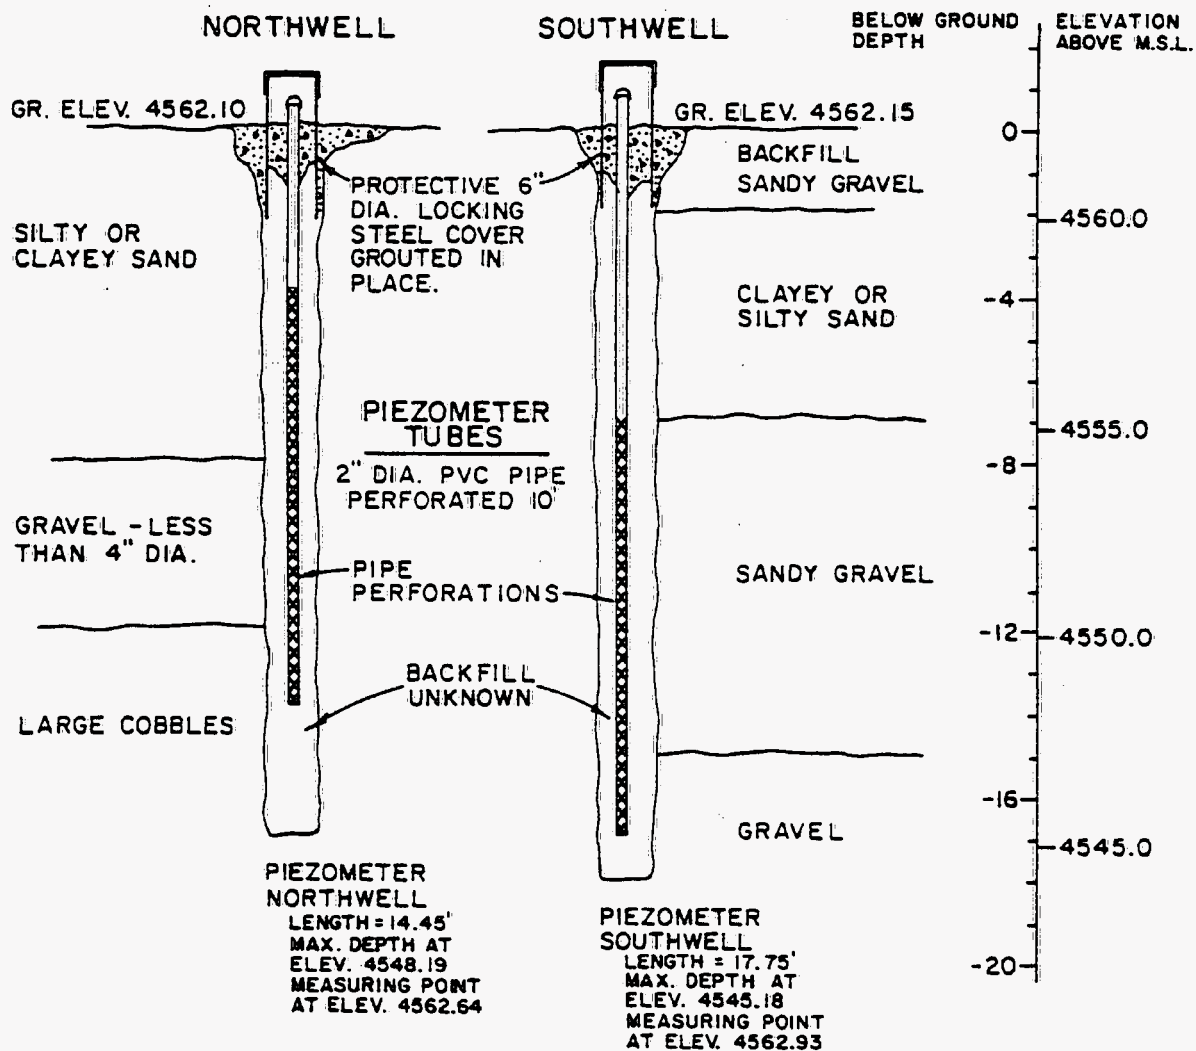 NORTHWELL
SOUTHWELL
BELOW GROUND
DEPTH
ELEVATION
ABOVE M.S.L.
GR. ELEV. 4562.10
GR. ELEV. 4562.15
PROTECTIVE 6"
DIA. LOCKING
STEEL COVER
GROUTED IN
PLACE.
SILTY OR
CLAYEY SAND
GRAVEL - LESS
THAN 4" DIA.
LARGE COBBLES
PIEZOMETER
TUBES
2" DIA. PVC PIPE
PERFORATED 10'
PIPE
PERFORATIONS
BACKFILL
UNKNOWN
BACKFILL
SANDY GRAVEL
CLAYEY OR
SILTY SAND
SANDY GRAVEL
GRAVEL
0
-4
-8
-12
-16
-20
4560.0
4555.0
4550.0
4545.0
PIEZOMETER
NORTHWELL
LENGTH = 14.45'
MAX. DEPTH AT
ELEV. 4548.19
MEASURING POINT
AT ELEV. 4562.64
PIEZOMETER
SOUTHWELL
LENGTH = 17.75'
MAX. DEPTH AT
ELEV. 4545.18
MEASURING POINT
AT ELEV. 4562.93